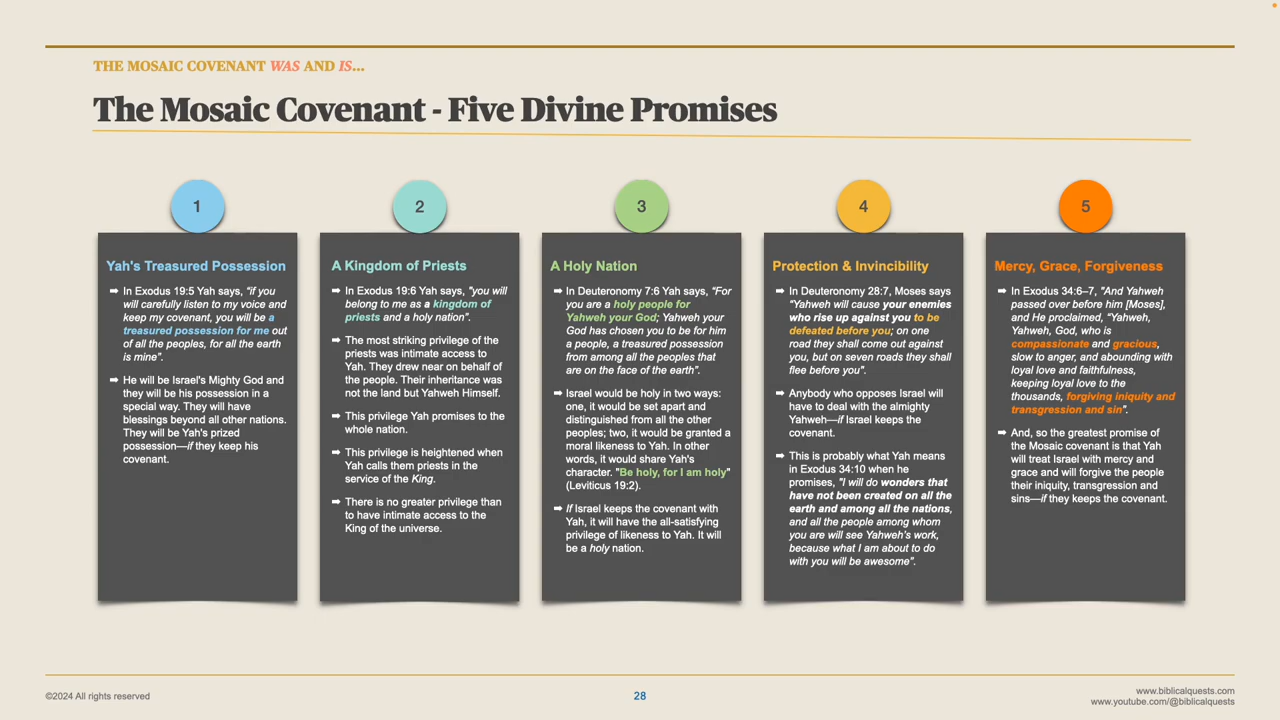 THE MOSAIC COVENANT WAS AND IS...
The Mosaic Covenant - Five Divine Promises
1
Yah's Treasured Possession
➡ In Exodus 19:5 Yah says, "if you
will carefully listen to my voice and
keep my covenant, you will be a
treasured possession for me out
of all the peoples, for all the earth
is mine".
➡ He will be Israel's Mighty God and
they will be his possession in a
special way. They will have
blessings beyond all other nations.
They will be Yah's prized
possession—if they keep his
covenant.
2
A Kingdom of Priests
➡ In Exodus 19:6 Yah says, "you will
belong to me as a kingdom of
priests and a holy nation".
➡ The most striking privilege of the
priests was intimate access to
Yah. They drew near on behalf of
the people. Their inheritance was
not the land but Yahweh Himself.
➡ This privilege Yah promises to the
whole nation.
➡ This privilege is heightened when
Yah calls them priests in the
service of the King.
➡ There is no greater privilege than
to have intimate access to the
King of the universe.
3
A Holy Nation
➡ In Deuteronomy 7:6 Yah says, "For
you are a holy people for
Yahweh your God; Yahweh your
God has chosen you to be for him
a people, a treasured possession
from among all the peoples that
are on the face of the earth".
➡ Israel would be holy in two ways:
one, it would be set apart and
distinguished from all the other
peoples; two, it would be granted a
moral likeness to Yah. In other
words, it would share Yah's
character. "Be holy, for I am holy"
(Leviticus 19:2).
➡ If Israel keeps the covenant with
Yah, it will have the all-satisfying
privilege of likeness to Yah. It will
be a holy nation.
4
Protection & Invincibility
➡ In Deuteronomy 28:7, Moses says
"Yahweh will cause your enemies
who rise up against you to be
defeated before you; on one
road they shall come out against
you, but on seven roads they shall
flee before you".
➡ Anybody who opposes Israel will
have to deal with the almighty
Yahweh—if Israel keeps the
covenant.
➡ This is probably what Yah means
in Exodus 34:10 when he
promises, "I will do wonders that
have not been created on all the
earth and among all the nations,
and all the people among whom
you are will see Yahweh's work,
because what I am about to do
with you will be awesome".
5
Mercy, Grace, Forgiveness
➡ In Exodus 34:6–7, "And Yahweh
passed over before him [Moses],
and He proclaimed, "Yahweh,
Yahweh, God, who is
compassionate and gracious,
slow to anger, and abounding with
loyal love and faithfulness,
keeping loyal love to the
thousands, forgiving iniquity and
transgression and sin".
➡ And, so the greatest promise of
the Mosaic covenant is that Yah
will treat Israel with mercy and
grace and will forgive the people
their iniquity, transgression and
sins—if they keep the covenant.
©2024 All rights reserved
28
www.biblicalquests.com
www.youtube.com/@biblicalquests